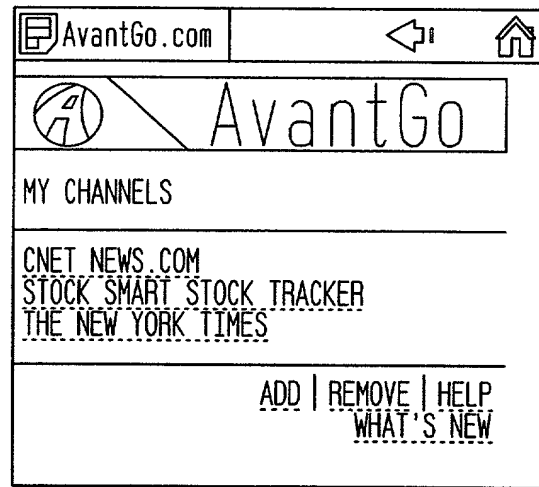 AvantGo.com
AvantGo
MY CHANNELS
CNET NEWS.COM
STOCK SMART STOCK TRACKER
THE NEW YORK TIMES
ADD | REMOVE | HELP
WHAT'S NEW